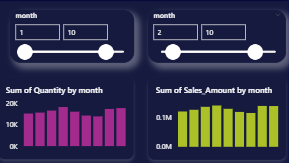 month
1
10
month
2
10
Sum of Quantity by month
20K
10K
0K
Sum of Sales_Amount by month
0.1M
0.0M